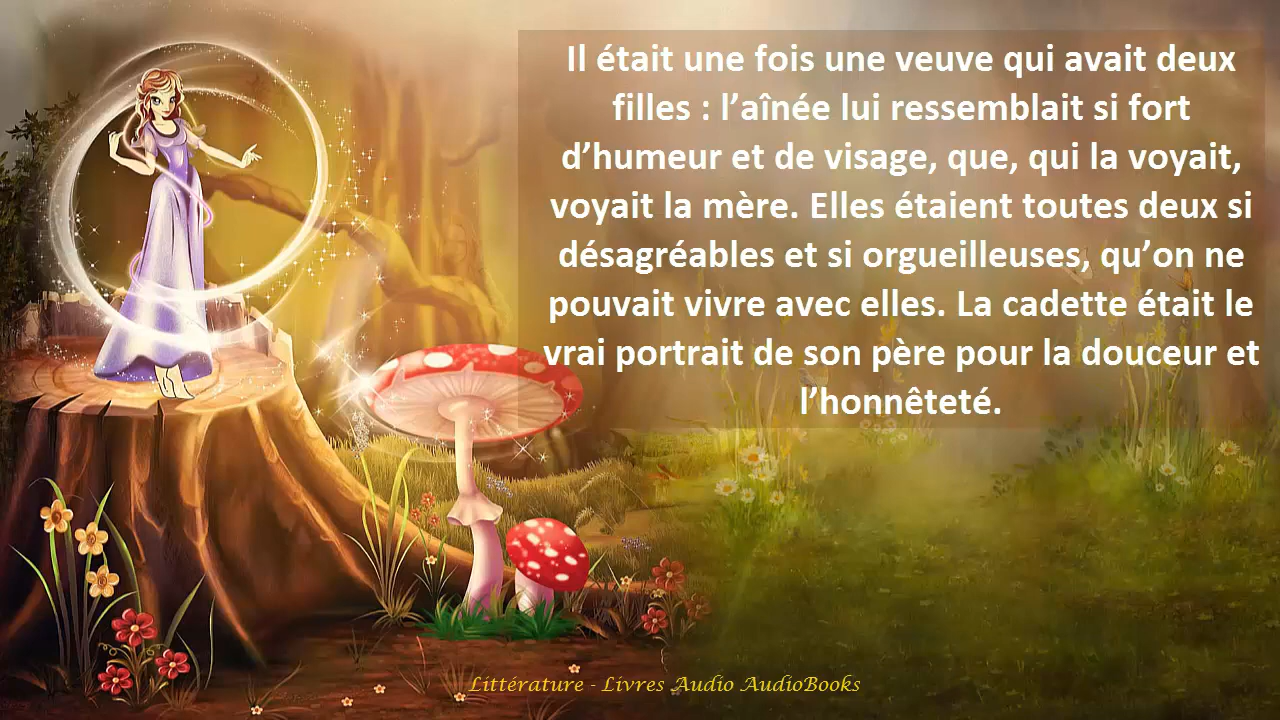 Il était une fois une veuve qui avait deux
filles : l’aînée lui ressemblait si fort
d’humeur et de visage, que, qui la voyait,
voyait la mère. Elles étaient toutes deux si
désagréables et si orgueilleuses, qu’on ne
pouvait vivre avec elles. La cadette était le
vrai portrait de son père pour la douceur et
l’honnêteté.
Littérature - Livres Audio AudioBooks